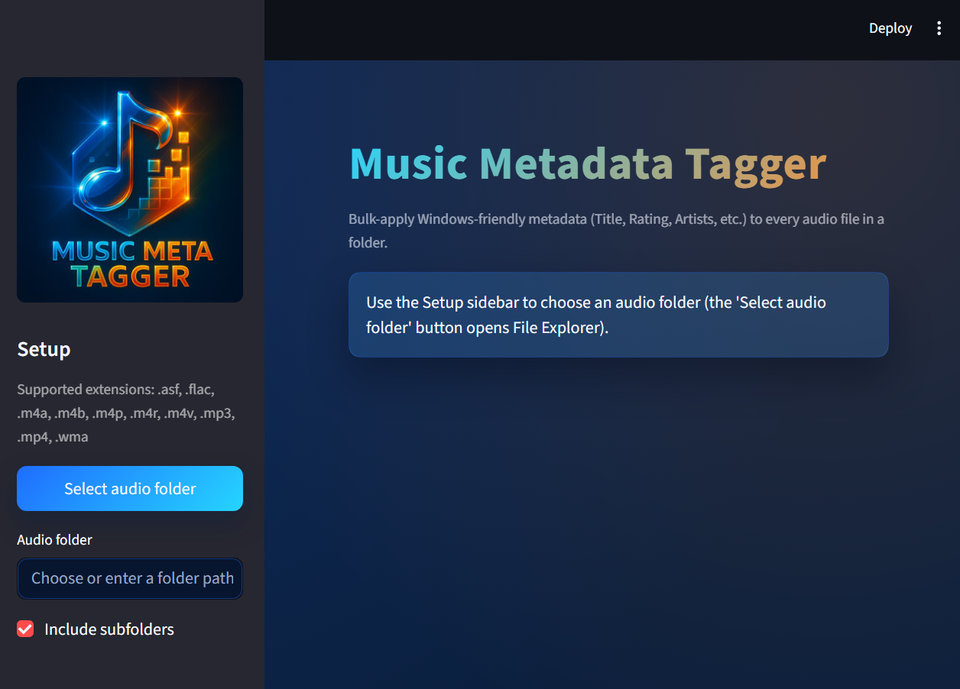 Deploy
MUSIC META
TAGGER
Setup
Supported extensions: .asf, .flac,
.m4a, .m4b, .m4p, .m4r, .m4v, .mp3,
.mp4, .wma
Select audio folder
Audio folder
Choose or enter a folder path
Include subfolders
Music Metadata Tagger
Bulk-apply Windows-friendly metadata (Title, Rating, Artists, etc.) to every audio file in a
folder.
Use the Setup sidebar to choose an audio folder (the 'Select audio
folder' button opens File Explorer).